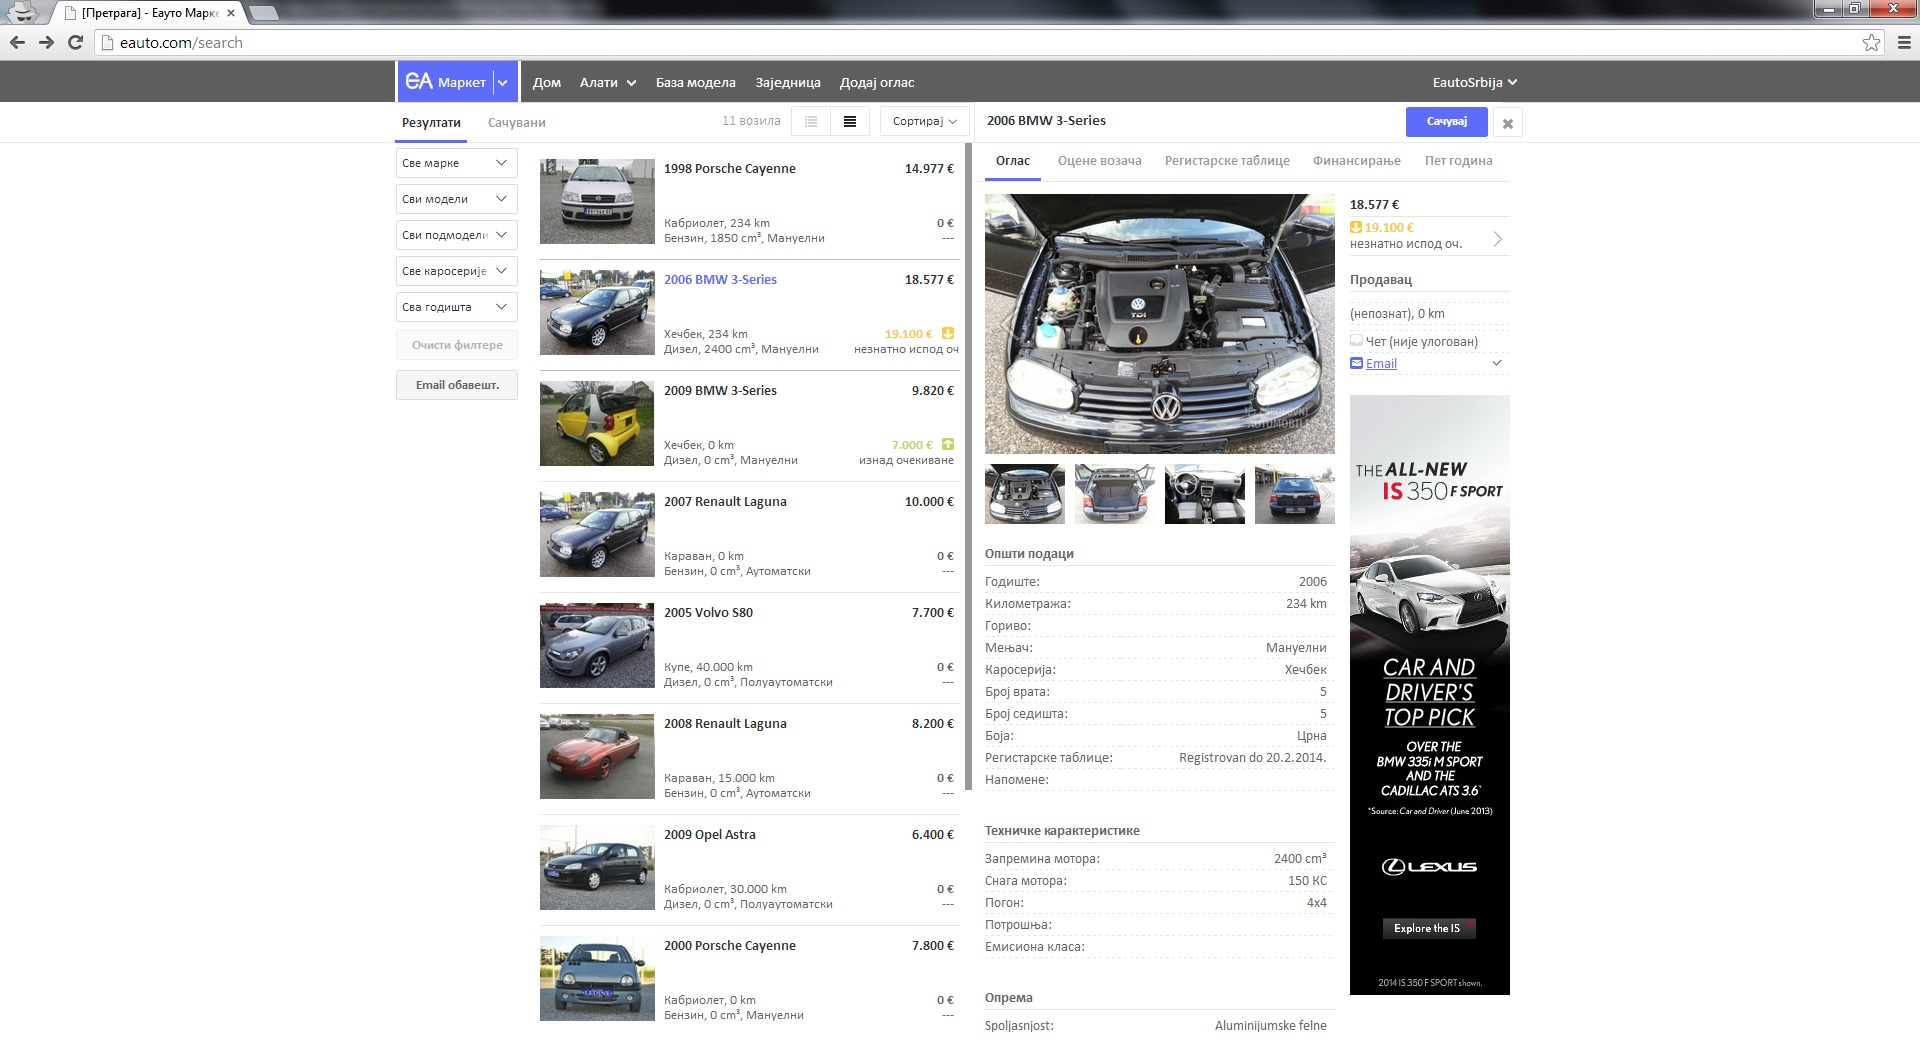 [Претрага] - Еауто Марке
eauto.com/search
ЄА Маркет
Дом
Алати
База модела
Заједница
Додај оглас
EautoSrbija
Резултати
Сачувани
11 возила
Сортирај
2006 BMW 3-Series
Сачувај
Све марке
Сви модели
Сви подмодели
Све каросерије
Сва годишта
Очисти филтере
Email обавешт.
1998 Porsche Cayenne
14.977 €
Кабриолет, 234 km
0 €
Бензин, 1850 cm³, Мануелни
---
2006 BMW 3-Series
18.577 €
Хечбек, 234 km
19.100 €
Дизел, 2400 cm³, Мануелни
незнатно испод оч
2009 BMW 3-Series
9.820 €
Хечбек, 0 km
7.000 €
Дизел, 0 cm³, Мануелни
изнад очекиване
2007 Renault Laguna
10.000 €
Караван, 0 km
0 €
Бензин, 0 cm³, Аутоматски
---
2005 Volvo S80
7.700 €
Купе, 40.000 km
0 €
Дизел, 0 cm³, Полуаутоматски
---
2008 Renault Laguna
8.200 €
Караван, 15.000 km
0 €
Бензин, 0 cm³, Аутоматски
---
2009 Opel Astra
6.400 €
Кабриолет, 30.000 km
0 €
Дизел, 0 cm³, Полуаутоматски
---
2000 Porsche Cayenne
7.800 €
Кабриолет, 0 km
0 €
Бензин, 0 cm³, Мануелни
---
Оглас
Оцене возача
Регистарске таблице
Финансирање
Пет година
TDI
AUTOMOBILI
Општи подаци
Годиште: 2006
Километража: 234 km
Гориво:
Мењач: Мануелни
Каросерија: Хечбек
Број врата: 5
Број седишта: 5
Боја: Црна
Регистарске таблице: Registrovan do 20.2.2014.
Напомене:
Техничке карактеристике
Запремина мотора: 2400 cm³
Снага мотора: 150 КС
Погон: 4x4
Потрошња:
Емисиона класа:
Опрема
Spoljasnjost: Aluminijumske felne
18.577 €
19.100 €
незнатно испод оч.
Продавац
(непознат), 0 km
Чет (није улогован)
Email
THE ALL-NEW
IS 350 F SPORT
CAR AND
DRIVER'S
TOP PICK
OVER THE
BMW 335i M SPORT
AND THE
CADILLAC ATS 3.6*
*Source: Car and Driver (June 2013)
LEXUS
Explore the IS
2014 IS 350 F SPORT shown.